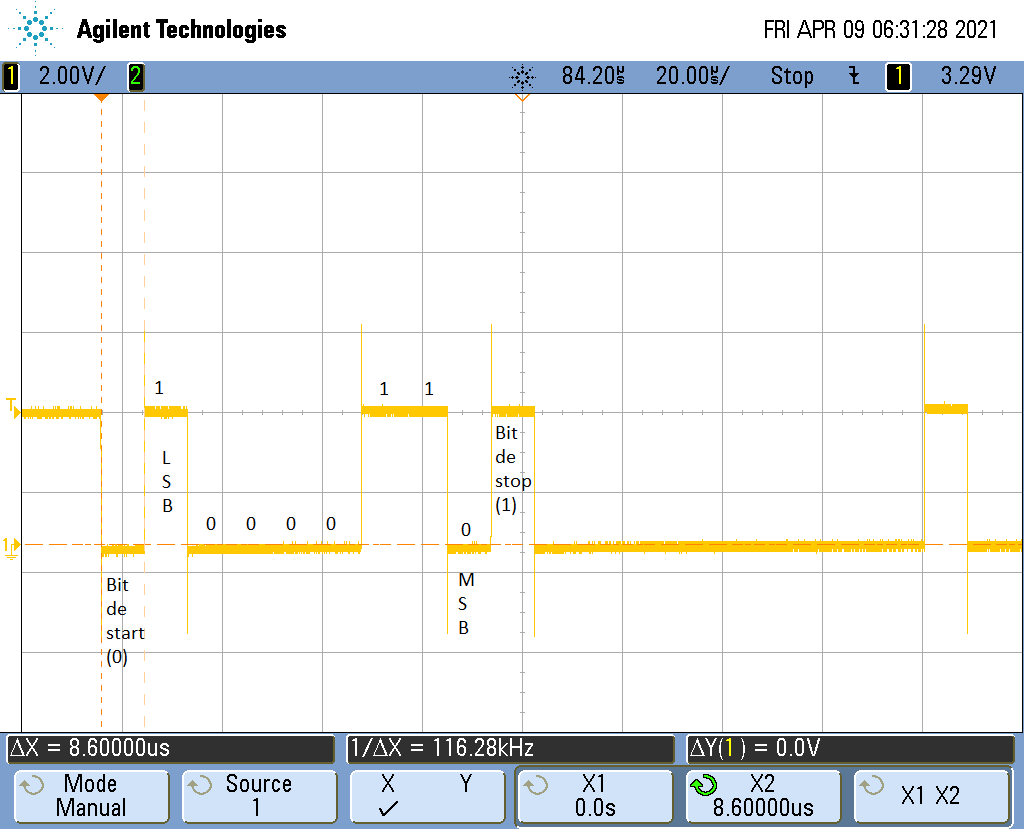 Agilent Technologies
FRI APR 09 06:31:28 2021
1 2.00V/ 2 84.20µs 20.00µs/ Stop 1 3.29V
T
1
1 1 1
L
S
B
Bit
de
stop
(1)
0 0 0 0 0
Bit
de
start
(0)
M
S
B
ΔX = 8.60000us 1/ΔX = 116.28kHz ΔY(1) = 0.0V
Mode
Manual
Source
1
X Y
✓
X1
0.0s
X2
8.60000us
X1 X2